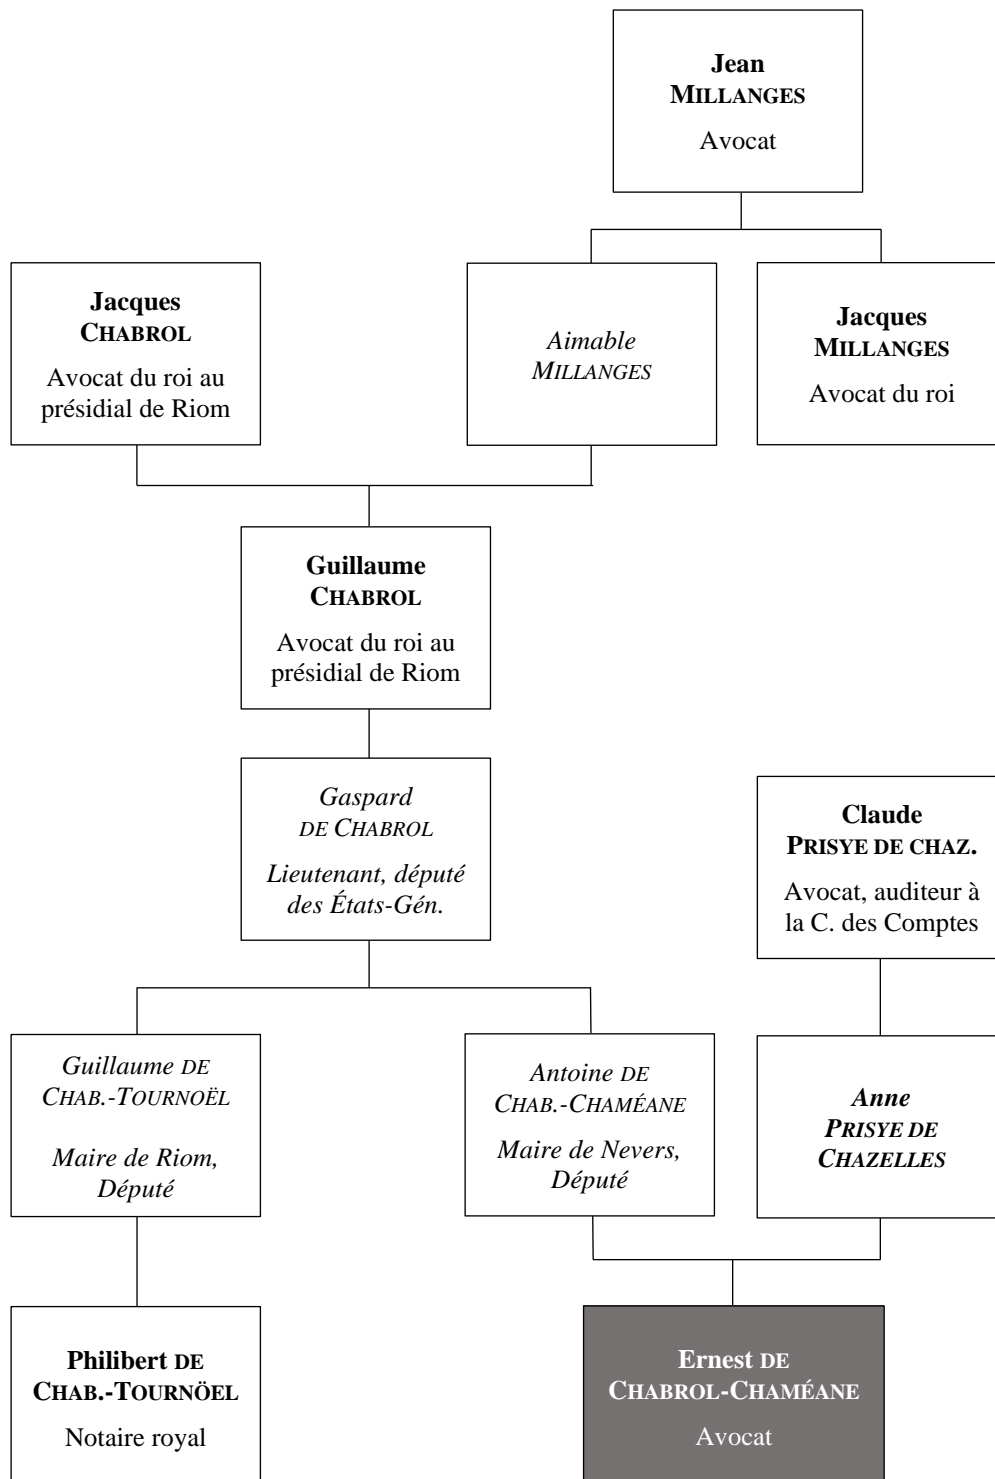 Jean
MILLANGES
Avocat
Jacques
CHABROL
Avocat du roi au
présidial de Riom
Aimable
MILLANGES
Jacques
MILLANGES
Avocat du roi
Guillaume
CHABROL
Avocat du roi au
présidial de Riom
Gaspard
DE CHABROL
Lieutenant, député
des États-Gén.
Claude
PRISYE DE CHAZ.
Avocat, auditeur à
la C. des Comptes
Guillaume DE
CHAB.-TOURNOËL
Maire de Riom,
Député
Antoine DE
CHAB.-CHAMÉANE
Maire de Nevers,
Député
Anne
PRISYE DE
CHAZELLES
Philibert DE
CHAB.-TOURNÖEL
Notaire royal
Ernest DE
CHABROL-CHAMÉANE
Avocat